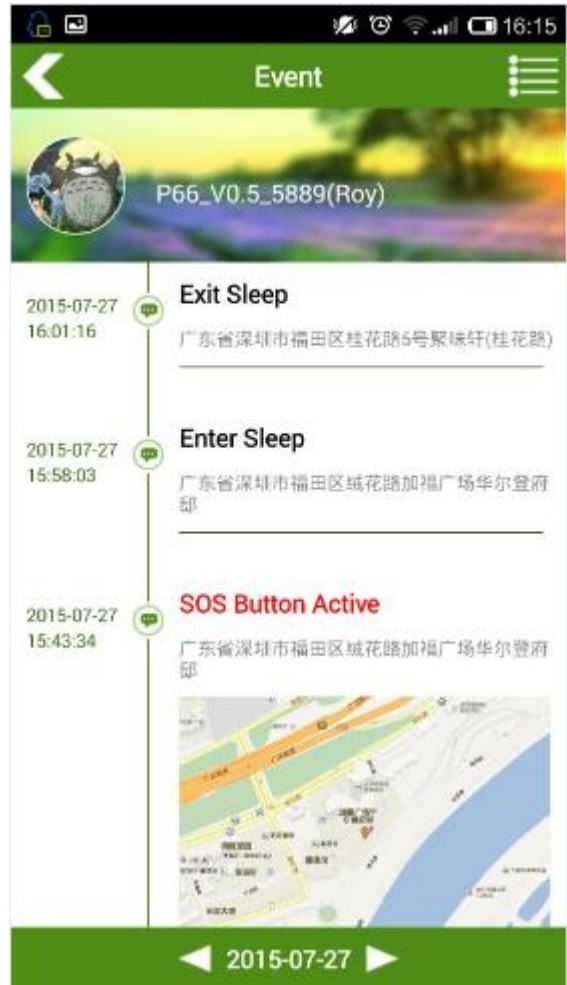 16:15
Event
P66_V0.5_5889(Roy)
2015-07-27
16:01:16
Exit Sleep
广东省深圳市福田区桂花路5号聚味轩(桂花路)
2015-07-27
15:58:03
Enter Sleep
广东省深圳市福田区绒花路加福广场华尔登府
邸
2015-07-27
15:43:34
SOS Button Active
广东省深圳市福田区绒花路加福广场华尔登府
邸
2015-07-27